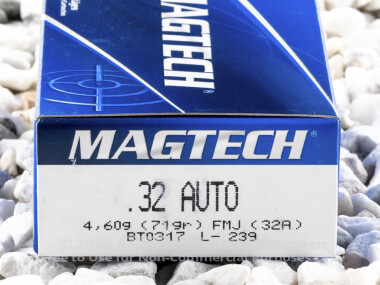 MAGTECH®
MAGTECH®
.32 AUTO
4,60g (71gr) FMJ (32A)
BT0317 L- 239
Free to Use for Non-Commercial Purposes